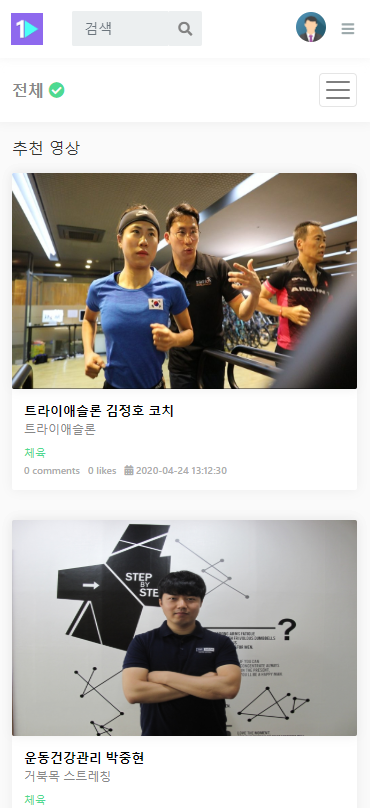 1
검색
전체
추천 영상
트라이애슬론 김정호 코치
트라이애슬론
체육
0 comments 0 likes 2020-04-24 13:12:30
STEP
BY
STE
?
FOR MEN.
운동건강관리 박중현
거북목 스트레칭
체육